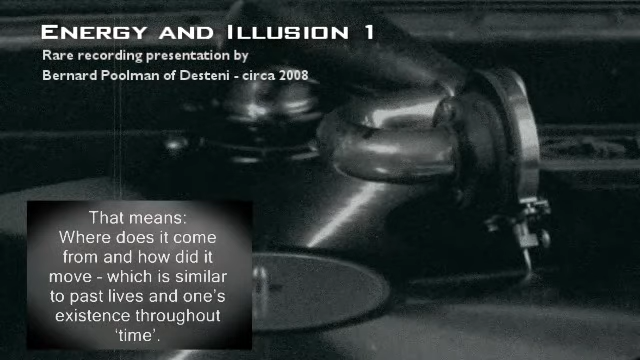 Energy and Illusion 1
Rare recording presentation by
Bernard Poolman of Desteni - circa 2008
That means:
Where does it come
from and how did it
move - which is similar
to past lives and one's
existence throughout
'time'.